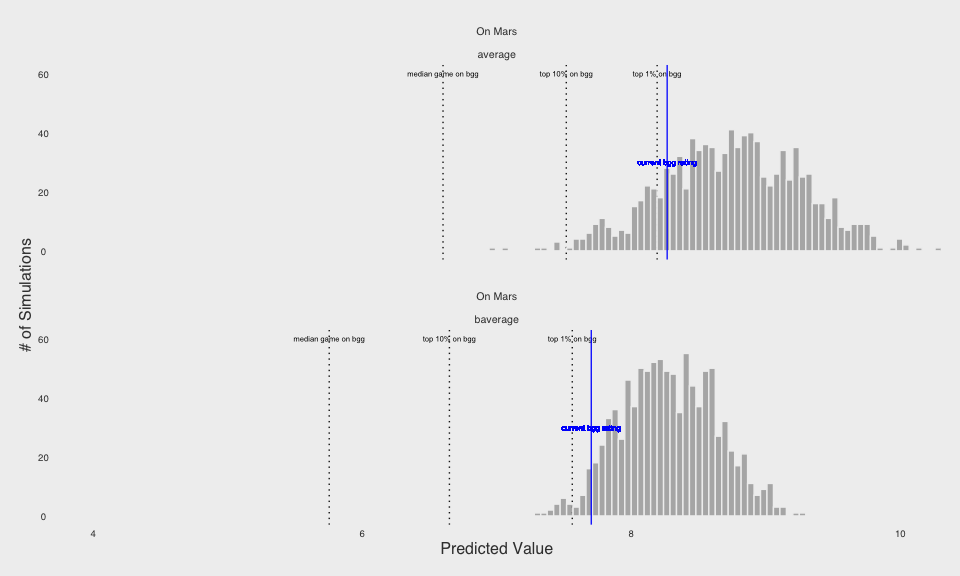 On Mars
average
60
median game on bgg
top 10% on bgg
top 1% on bgg
40
current bgg rating
20
0
# of Simulations
On Mars
baverage
60
median game on bgg
top 10% on bgg
top 1% on bgg
40
current bgg rating
20
0
4
6
8
10
Predicted Value